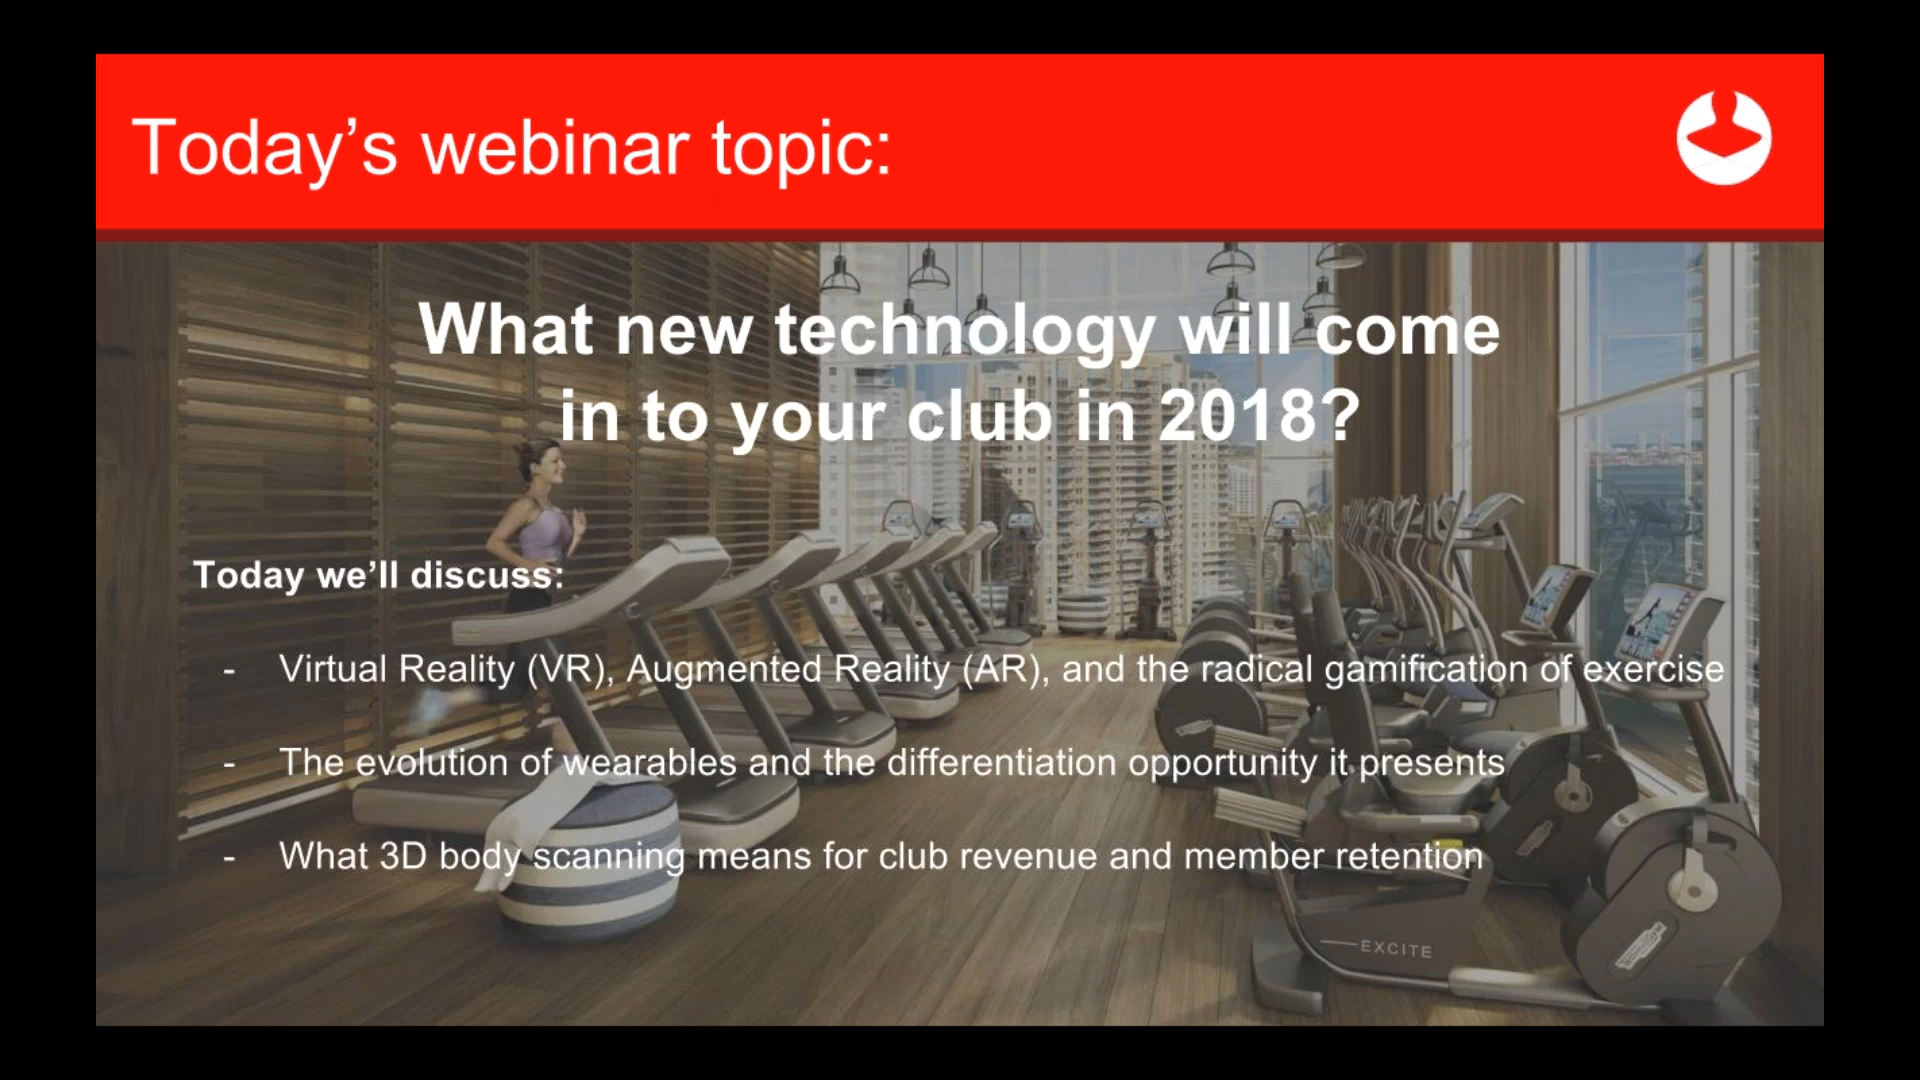 Today’s webinar topic:
What new technology will come
in to your club in 2018?
Today we’ll discuss:
- Virtual Reality (VR), Augmented Reality (AR), and the radical gamification of exercise
- The evolution of wearables and the differentiation opportunity it presents
- What 3D body scanning means for club revenue and member retention
EXCITE